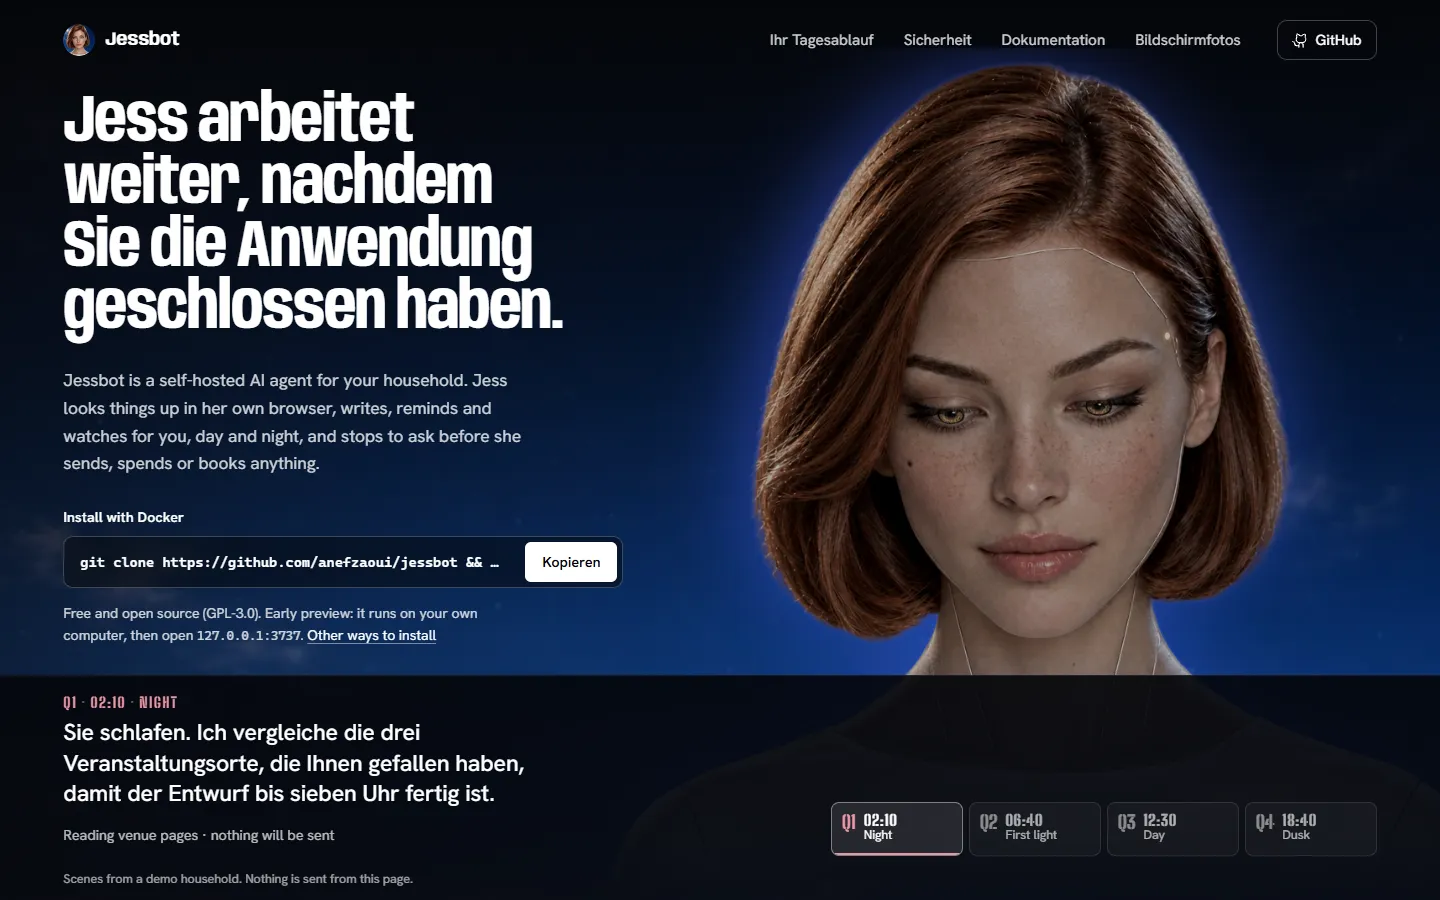 Jessbot
Ihr Tagesablauf
Sicherheit
Dokumentation
Bildschirmfotos
GitHub
Jess arbeitet
weiter, nachdem
Sie die Anwendung
geschlossen haben.
Jessbot is a self-hosted AI agent for your household. Jess
looks things up in her own browser, writes, reminds and
watches for you, day and night, and stops to ask before she
sends, spends or books anything.
Install with Docker
git clone https://github.com/anefzaoui/jessbot && …
Kopieren
Free and open source (GPL-3.0). Early preview: it runs on your own
computer, then open 127.0.0.1:3737. Other ways to install
Q1 · 02:10 · NIGHT
Sie schlafen. Ich vergleiche die drei
Veranstaltungsorte, die Ihnen gefallen haben,
damit der Entwurf bis sieben Uhr fertig ist.
Reading venue pages · nothing will be sent
Q1 02:10
Night
Q2 06:40
First light
Q3 12:30
Day
Q4 18:40
Dusk
Scenes from a demo household. Nothing is sent from this page.